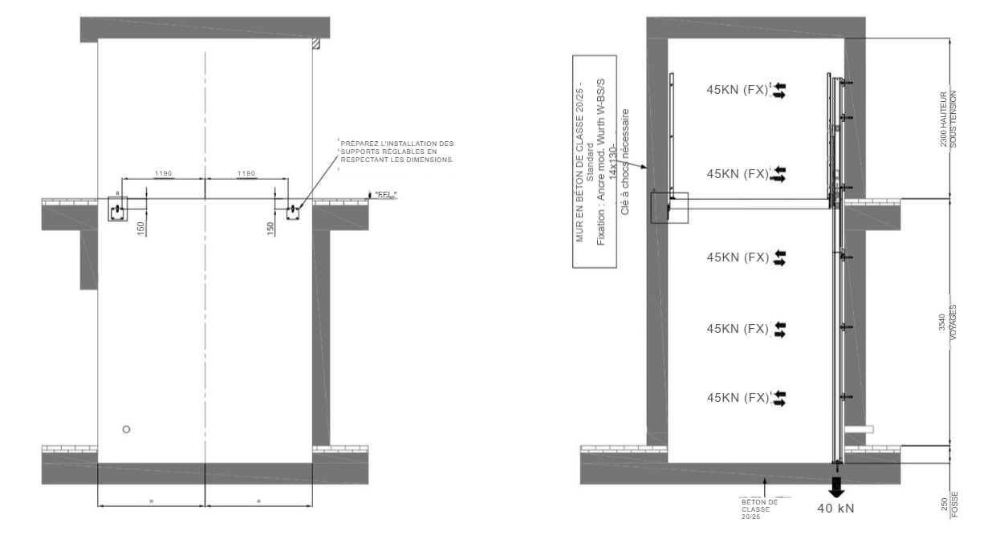 1190
1190
PRÉPAREZ L'INSTALLATION DES
SUPPORTS RÉGLABLES EN
RESPECTANT LES DIMENSIONS.
"F.F.L."
150
150
MUR EN BÉTON DE CLASSE 20/25 -
Standard
Fixation : Ancre mod. Wurth W-BS/S
14x130-
Clé à chocs nécessaire
45KN (FX)
45KN (FX)
45KN (FX)
45KN (FX)
45KN (FX)
2300 HAUTEUR
SOUS TENSION
3540
VOYAGES
250
FOSSE
BÉTON DE
CLASSE
20/25
40 kN